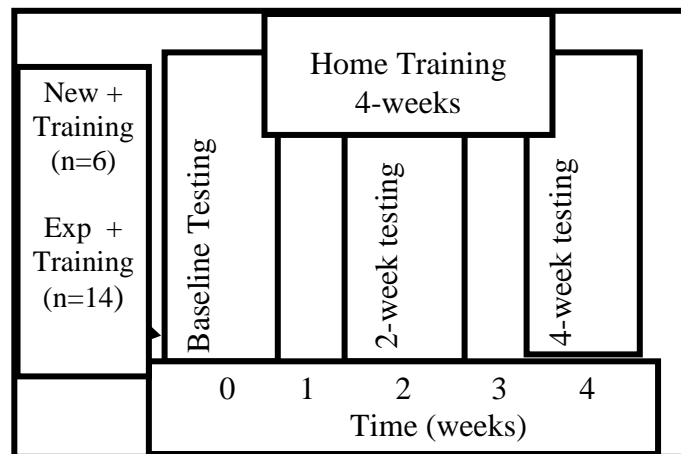 New +
Training
(n=6)
Exp +
Training
(n=14)
Home Training
4-weeks
Baseline Testing
2-week testing
4-week testing
0 1 2 3 4
Time (weeks)